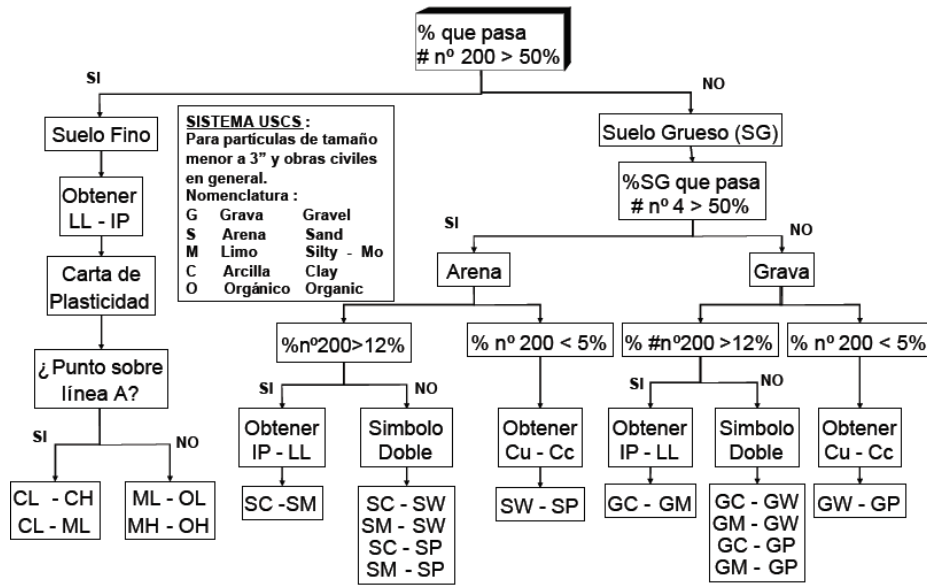 % que pasa
# nº 200 > 50%
SI
NO
Suelo Fino
Suelo Grueso (SG)
SISTEMA USCS :
Para partículas de tamaño
menor a 3” y obras civiles
en general.
Nomenclatura :
G Grava Gravel
S Arena Sand
M Limo Silty - Mo
C Arcilla Clay
O Orgánico Organic
Obtener
LL - IP
%SG que pasa
# nº 4 > 50%
SI
NO
Carta de
Plasticidad
Arena
Grava
¿Punto sobre
línea A?
%nº200>12%
% nº 200 < 5%
% #nº200 >12%
% nº 200 < 5%
SI
NO
SI
NO
SI
NO
Obtener
IP - LL
Simbolo
Doble
Obtener
Cu - Cc
Obtener
IP - LL
Simbolo
Doble
Obtener
Cu - Cc
CL - CH
CL - ML
ML - OL
MH - OH
SC -SM
SC - SW
SM - SW
SC - SP
SM - SP
SW - SP
GC - GM
GC - GW
GM - GW
GC - GP
GM - GP
GW - GP